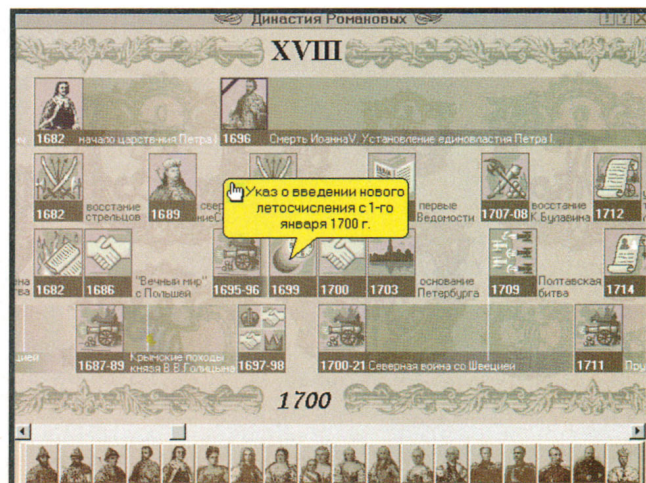 Династия Романовых
XVIII
1682 начало царств-ния Петра I
1696 Смерть Иоанна V. Установление единовластия Петра I.
1682 восстание
стрельцов
1689
Указ о введении нового
летосчисления с 1-го
января 1700 г.
первые
Ведомости
1707-08 восстание
К.Булавина
1712
1682
1686 "Вечный мир"
с Польшей
1695-96
1699
1700
1703 основание
Петербурга
1709 Полтавская
битва
1714
1687-89 Крымские походы
князя В.В.Голицына
1697-98
1700-21 Северная война со Швецией
1711
1700